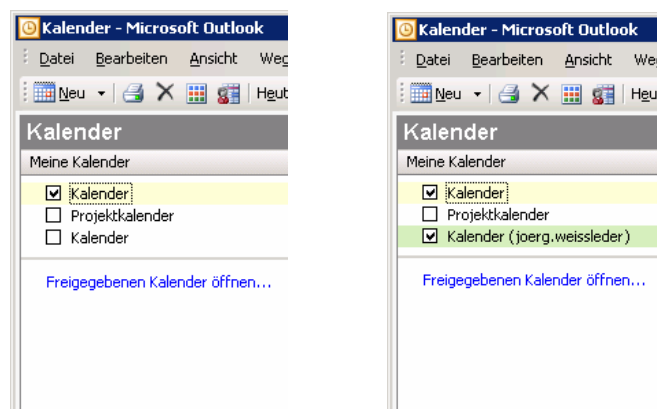 Kalender - Microsoft Outlook
Datei Bearbeiten Ansicht Weg
Neu Heut
Kalender
Meine Kalender
Kalender
Projektkalender
Kalender
Freigegebenen Kalender öffnen...
Kalender - Microsoft Outlook
Datei Bearbeiten Ansicht We
Neu Heu
Kalender
Meine Kalender
Kalender
Projektkalender
Kalender (joerg.weissleder)
Freigegebenen Kalender öffnen...